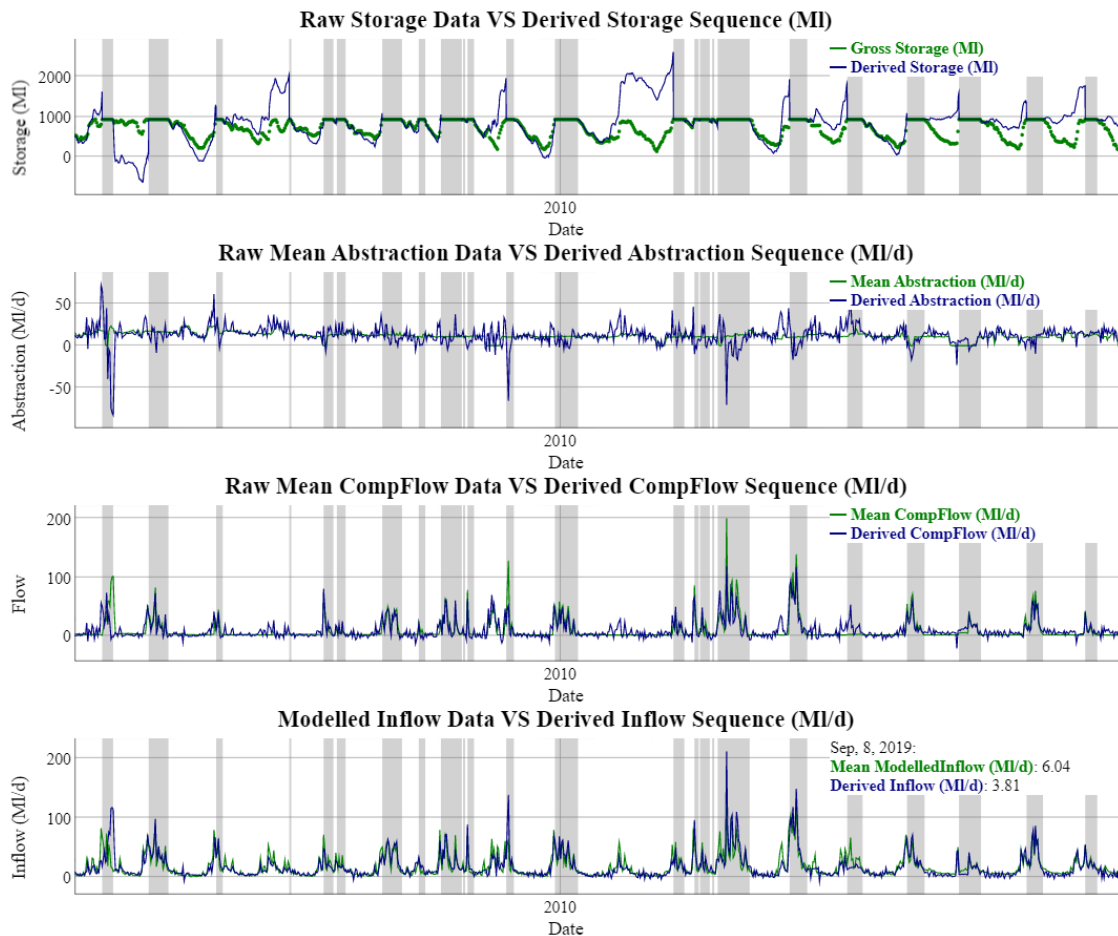 Raw Storage Data VS Derived Storage Sequence (Ml)
Gross Storage (Ml)
Derived Storage (Ml)
Storage (Ml)
2000
1000
0
2010
Date
Raw Mean Abstraction Data VS Derived Abstraction Sequence (Ml/d)
Mean Abstraction (Ml/d)
Derived Abstraction (Ml/d)
Abstraction (Ml/d)
50
0
-50
2010
Date
Raw Mean CompFlow Data VS Derived CompFlow Sequence (Ml/d)
Mean CompFlow (Ml/d)
Derived CompFlow (Ml/d)
Flow
200
100
0
2010
Date
Modelled Inflow Data VS Derived Inflow Sequence (Ml/d)
Sep, 8, 2019:
Mean ModelledInflow (Ml/d): 6.04
Derived Inflow (Ml/d): 3.81
Inflow (Ml/d)
200
100
0
2010
Date